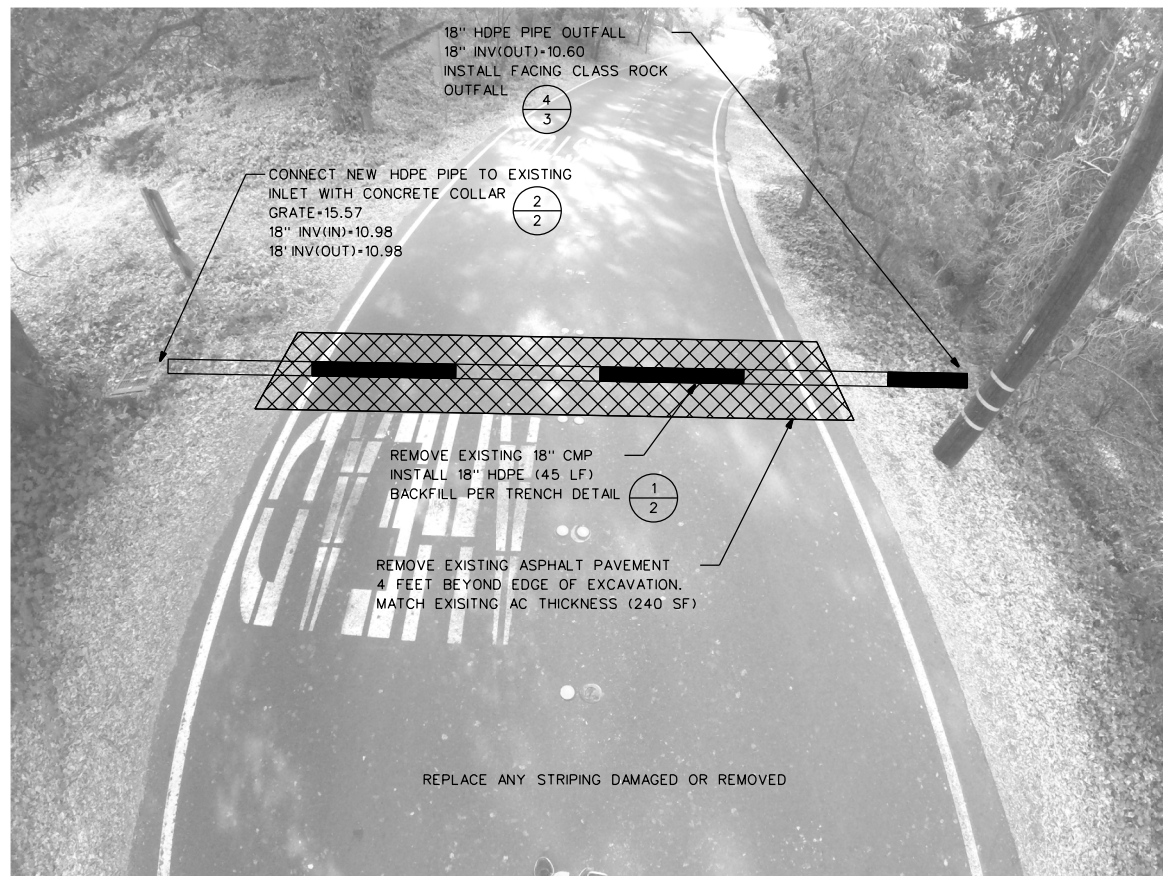 18" HDPE PIPE OUTFALL
18" INV(OUT)=10.60
INSTALL FACING CLASS ROCK
OUTFALL
4
3
CONNECT NEW HDPE PIPE TO EXISTING
INLET WITH CONCRETE COLLAR
GRATE=15.57
18" INV(IN)=10.98
18' INV(OUT)=10.98
2
2
REMOVE EXISTING 18" CMP
INSTALL 18" HDPE (45 LF)
BACKFILL PER TRENCH DETAIL
1
2
REMOVE EXISTING ASPHALT PAVEMENT
4 FEET BEYOND EDGE OF EXCAVATION.
MATCH EXISITNG AC THICKNESS (240 SF)
REPLACE ANY STRIPING DAMAGED OR REMOVED